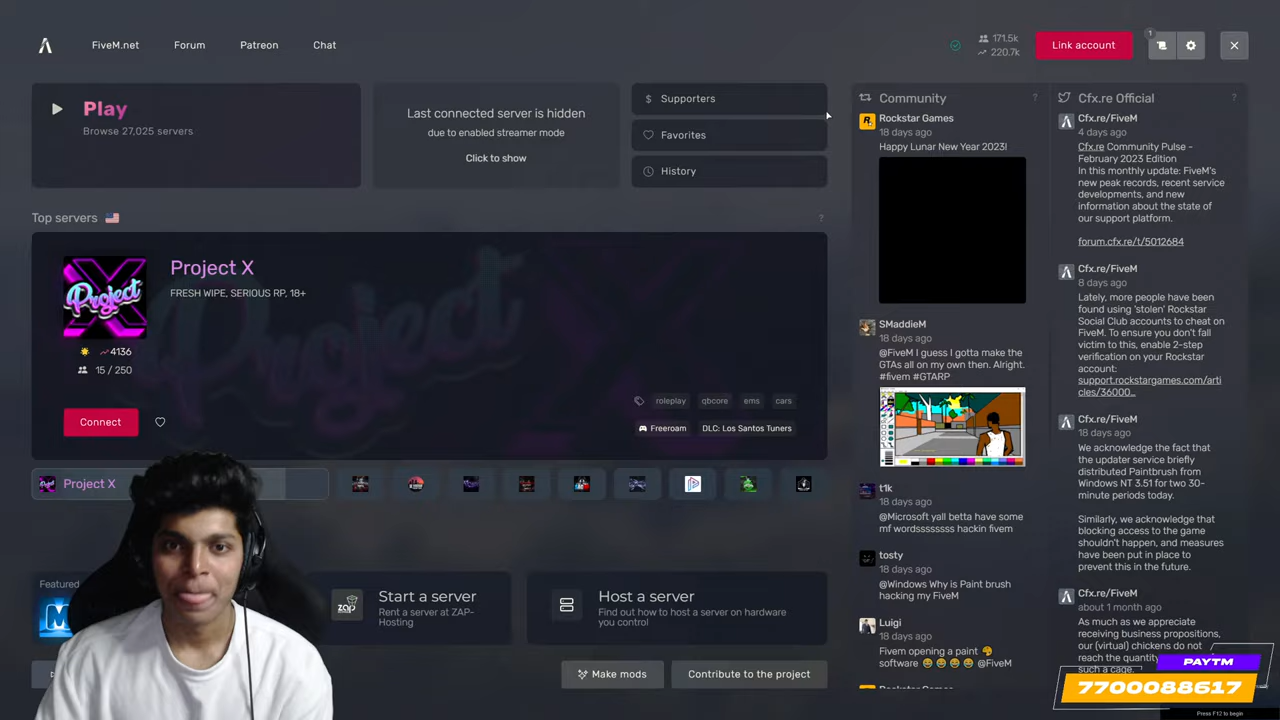 FiveM.net
Forum
Patreon
Chat
171.5k
220.7k
Link account
1
Play
Browse 27,025 servers
Last connected server is hidden
due to enabled streamer mode
Click to show
$ Supporters
Favorites
History
Top servers
?
Project
Project X
FRESH WIPE, SERIOUS RP, 18+
4136
15 / 250
Connect
roleplay
qbcore
ems
cars
Freeroam
DLC: Los Santos Tuners
Project X
Featured
ZAP
Start a server
Rent a server at ZAP-
Hosting
Host a server
Find out how to host a server on hardware
you control
Make mods
Contribute to the project
Community
?
Rockstar Games
18 days ago
Happy Lunar New Year 2023!
SMaddieM
18 days ago
@FiveM I guess I gotta make the
GTAs all on my own then. Alright.
#fivem #GTARP
t1k
18 days ago
@Microsoft yall betta have some
mf wordsssssss hackin fivem
tosty
18 days ago
@Windows Why is Paint brush
hacking my FiveM
Luigi
18 days ago
Fivem opening a paint
software 😂 😂 😂 😂 @FiveM
Rockstar Games
Cfx.re Official
?
Cfx.re/FiveM
4 days ago
Cfx.re Community Pulse -
February 2023 Edition
In this monthly update: FiveM's
new peak records, recent service
developments, and new
information about the state of
our support platform.
forum.cfx.re/t/5012684
Cfx.re/FiveM
8 days ago
Lately, more people have been
found using 'stolen' Rockstar
Social Club accounts to cheat on
FiveM. To ensure you don't fall
victim to this, enable 2-step
verification on your Rockstar
account:
support.rockstargames.com/arti
cles/36000…
Cfx.re/FiveM
18 days ago
We acknowledge the fact that
the updater service briefly
distributed Paintbrush from
Windows NT 3.51 for two 30-
minute periods today.
Similarly, we acknowledge that
blocking access to the game
shouldn't happen, and measures
have been put in place to
prevent this in the future.
Cfx.re/FiveM
about 1 month ago
As much as we appreciate
receiving business propositions,
our (virtual) chickens do not
reach the quantity
such a cage.
PAYTM
7700088617
Press F12 to begin